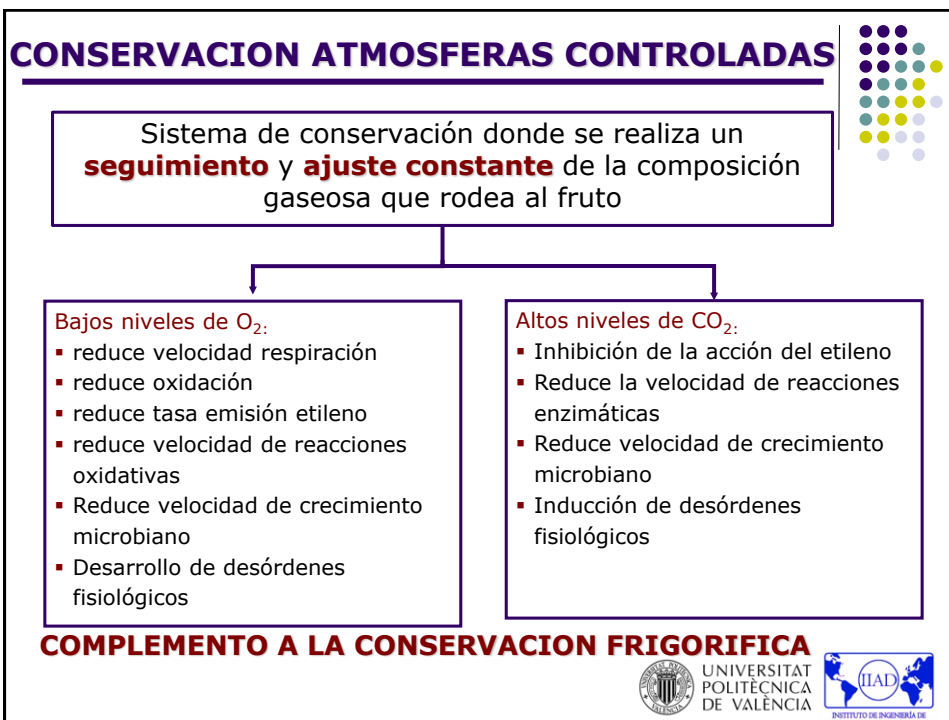 CONSERVACION ATMOSFERAS CONTROLADAS
Sistema de conservación donde se realiza un
seguimiento y ajuste constante de la composición
gaseosa que rodea al fruto
Bajos niveles de O2:
▪ reduce velocidad respiración
▪ reduce oxidación
▪ reduce tasa emisión etileno
▪ reduce velocidad de reacciones
oxidativas
▪ Reduce velocidad de crecimiento
microbiano
▪ Desarrollo de desórdenes
fisiológicos
Altos niveles de CO2:
▪ Inhibición de la acción del etileno
▪ Reduce la velocidad de reacciones
enzimáticas
▪ Reduce velocidad de crecimiento
microbiano
▪ Inducción de desórdenes
fisiológicos
COMPLEMENTO A LA CONSERVACION FRIGORIFICA
UNIVERSITAT
POLITÈCNICA
DE VALÈNCIA
IIAD
INSTITUTO DE INGENIERÍA DE